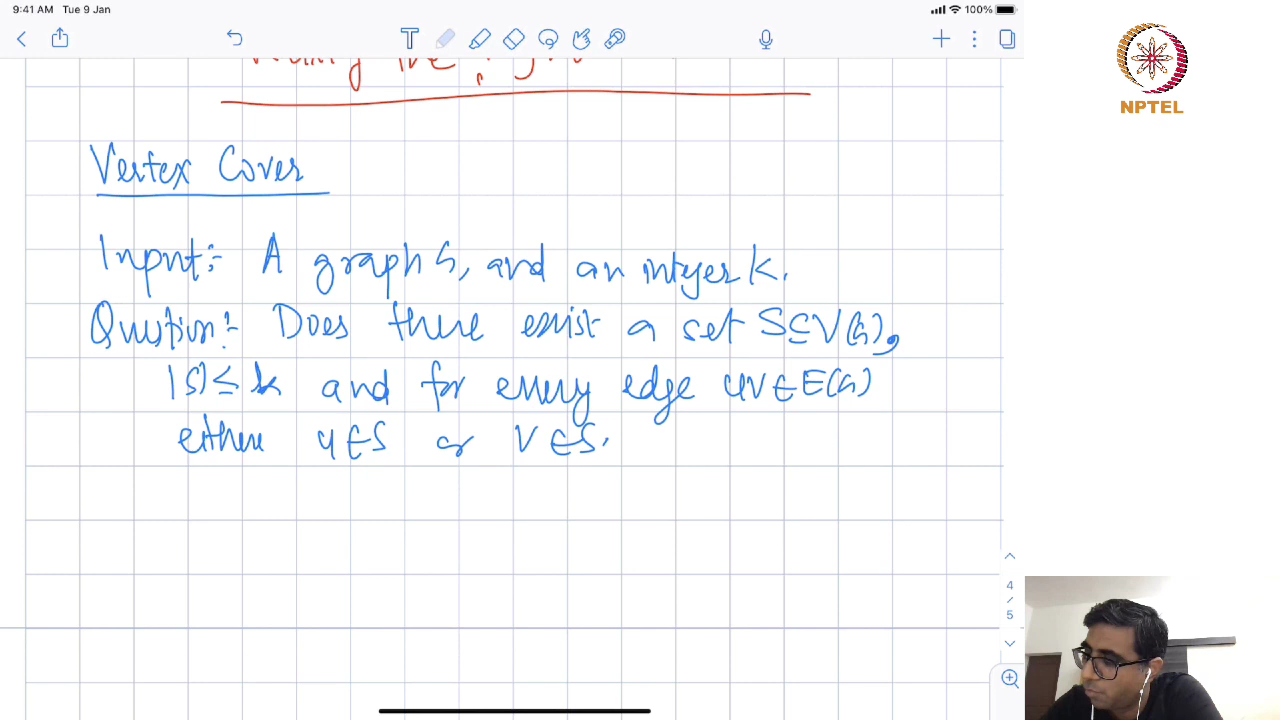 9:41 AM Tue 9 Jan
100%
NPTEL
Vertex Cover
Input:- A graph G, and an integer k.
Question:- Does there exist a set S⊆V(G),
|S|≤k and for every edge uv∈E(G)
either u∈S or v∈S.
4
/
5